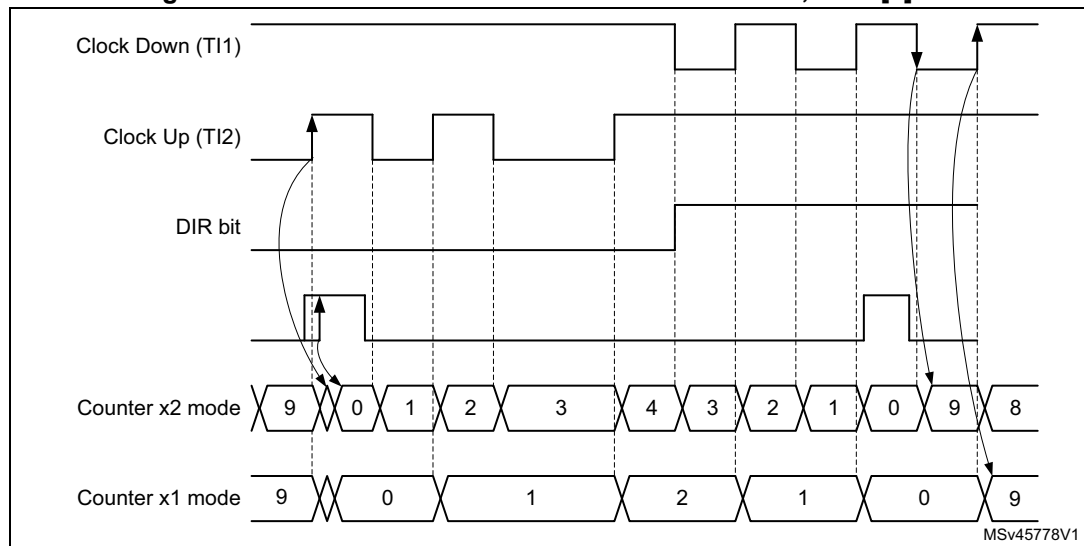 Clock Down (TI1)
Clock Up (TI2)
DIR bit
Counter x2 mode 9 0 1 2 3 4 3 2 1 0 9 8
Counter x1 mode 9 0 1 2 1 0 9
MSv45778V1